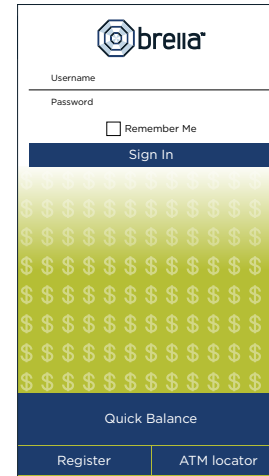 brella
Username
Password
Remember Me
Sign In
Quick Balance
Register
ATM locator